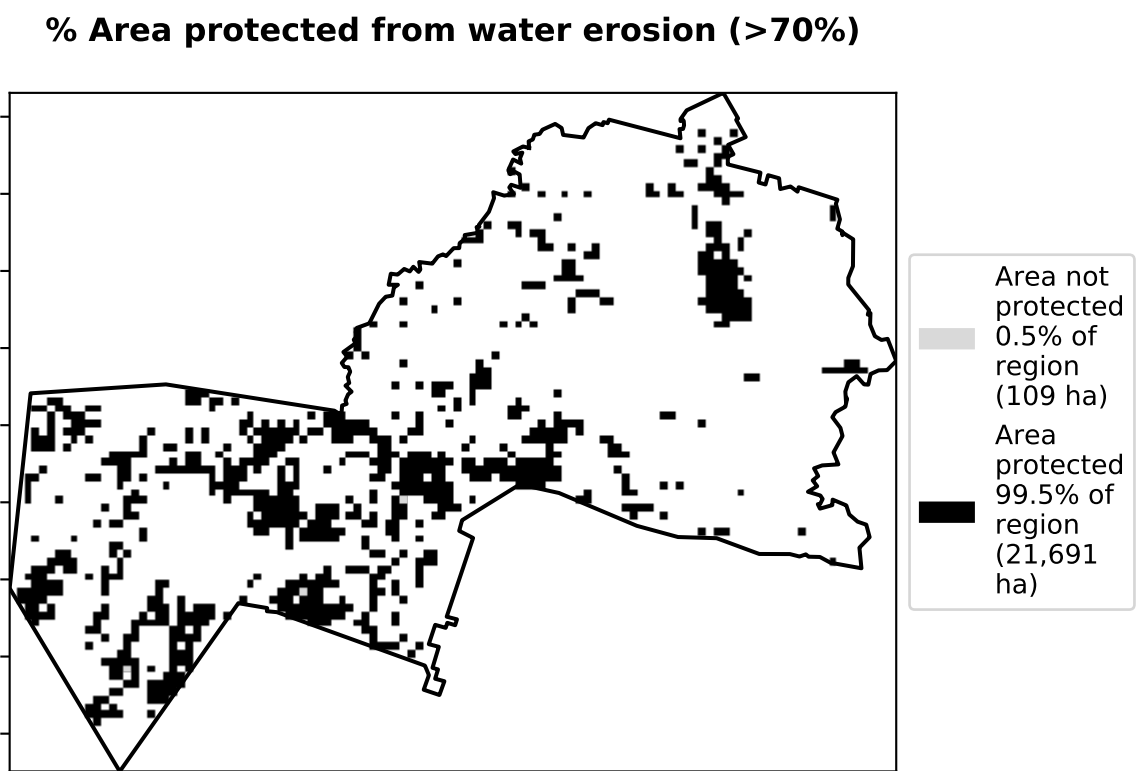 % Area protected from water erosion (>70%)
Area not
protected
0.5% of
region
(109 ha)
Area
protected
99.5% of
region
(21,691
ha)